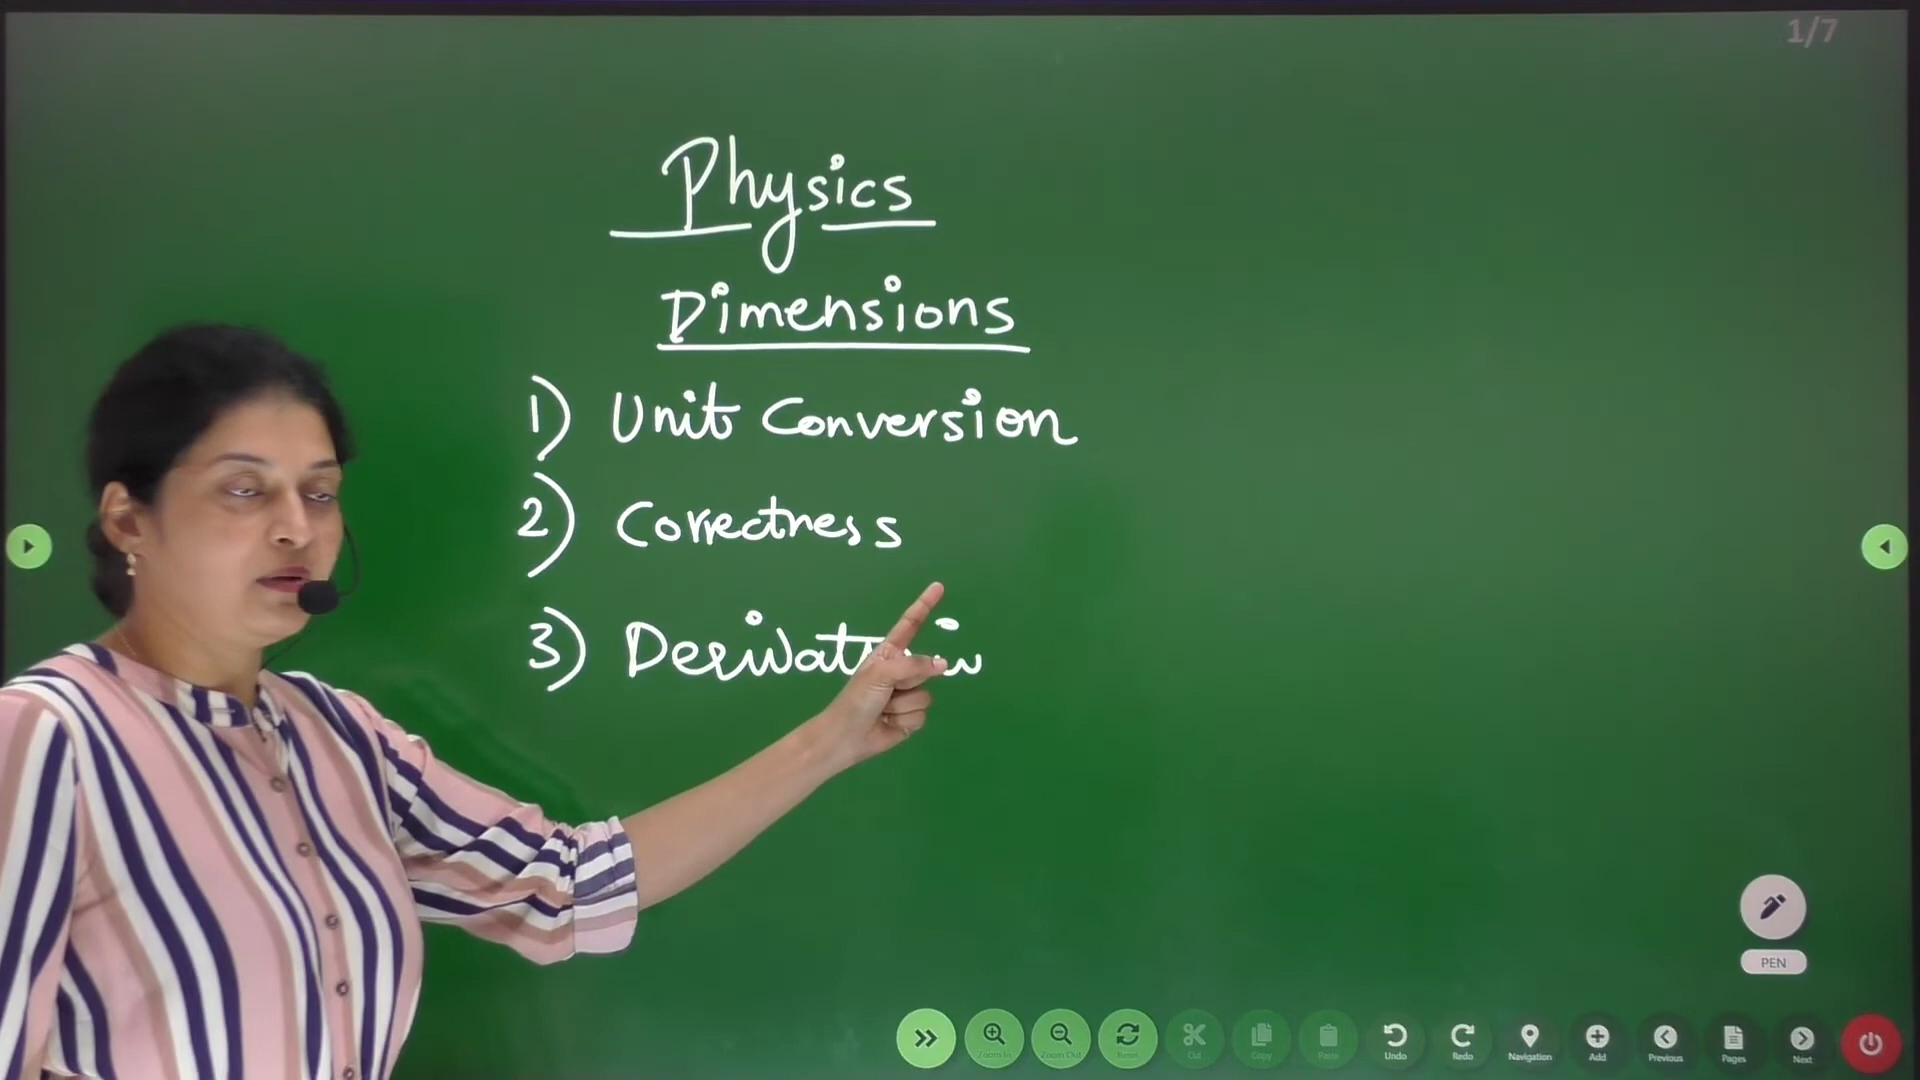 1/7
Physics
Dimensions
1) Unit Conversion
2) Correctness
3)
PEN
Zoom In Zoom Out Reset Cut Copy Paste Undo Redo Navigation Add Previous Pages Next